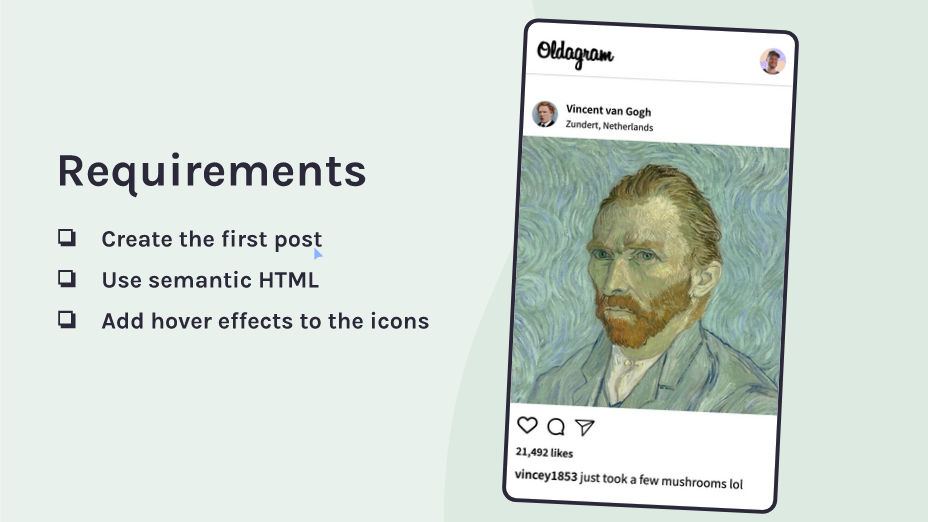 Requirements
Create the first post
Use semantic HTML
Add hover effects to the icons
Oldagram
Vincent van Gogh
Zundert, Netherlands
21,492 likes
vincey1853 just took a few mushrooms lol